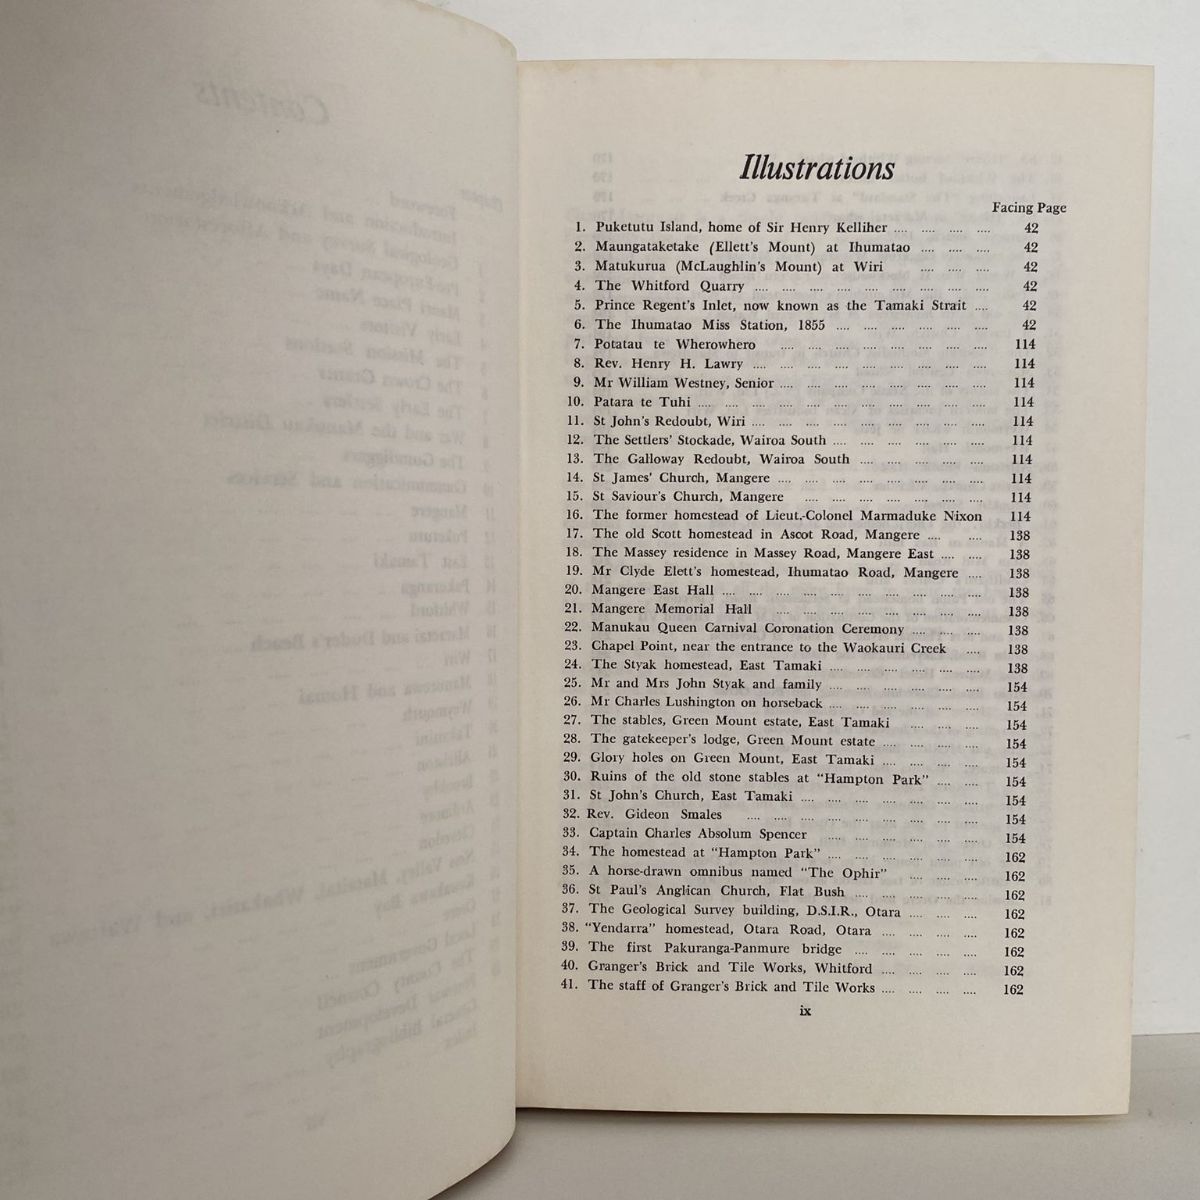 Illustrations
Facing Page
1. Puketutu Island, home of Sir Henry Kelliher .... .... .... .... 42
2. Maungataketake (Ellett's Mount) at Ihumatao .... .... .... 42
3. Matukurua (McLaughlin's Mount) at Wiri .... .... .... 42
4. The Whitford Quarry .... .... .... .... .... .... .... .... .... 42
5. Prince Regent's Inlet, now known as the Tamaki Strait .... 42
6. The Ihumatao Miss Station, 1855 .... .... .... .... .... .... 42
7. Potatau te Wherowhero .... .... .... .... .... .... .... .... 114
8. Rev. Henry H. Lawry .... .... .... .... .... .... .... .... .... 114
9. Mr William Westney, Senior .... .... .... .... .... .... .... .... 114
10. Patara te Tuhi .... .... .... .... .... .... .... .... .... .... .... 114
11. St John's Redoubt, Wiri .... .... .... .... .... .... .... .... .... 114
12. The Settlers' Stockade, Wairoa South .... .... .... .... .... .... 114
13. The Galloway Redoubt, Wairoa South .... .... .... .... .... 114
14. St James' Church, Mangere .... .... .... .... .... .... .... .... 114
15. St Saviour's Church, Mangere .... .... .... .... .... .... .... 114
16. The former homestead of Lieut.-Colonel Marmaduke Nixon 114
17. The old Scott homestead in Ascot Road, Mangere .... .... 138
18. The Massey residence in Massey Road, Mangere East .... .... 138
19. Mr Clyde Elett's homestead, Ihumatao Road, Mangere .... 138
20. Mangere East Hall .... .... .... .... .... .... .... .... .... .... 138
21. Mangere Memorial Hall .... .... .... .... .... .... .... .... 138
22. Manukau Queen Carnival Coronation Ceremony .... .... .... 138
23. Chapel Point, near the entrance to the Waokauri Creek .... 138
24. The Styak homestead, East Tamaki .... .... .... .... .... .... 138
25. Mr and Mrs John Styak and family .... .... .... .... .... .... 154
26. Mr Charles Lushington on horseback .... .... .... .... .... .... 154
27. The stables, Green Mount estate, East Tamaki .... .... .... 154
28. The gatekeeper's lodge, Green Mount estate .... .... .... .... 154
29. Glory holes on Green Mount, East Tamaki .... .... .... .... 154
30. Ruins of the old stone stables at "Hampton Park" .... .... 154
31. St John's Church, East Tamaki .... .... .... .... .... .... .... 154
32. Rev. Gideon Smales .... .... .... .... .... .... .... .... .... 154
33. Captain Charles Absolum Spencer .... .... .... .... .... .... 154
34. The homestead at "Hampton Park" .... .... .... .... .... .... 162
35. A horse-drawn omnibus named "The Ophir" .... .... .... 162
36. St Paul's Anglican Church, Flat Bush .... .... .... .... .... 162
37. The Geological Survey building, D.S.I.R., Otara .... .... .... 162
38. "Yendarra" homestead, Otara Road, Otara .... .... .... .... 162
39. The first Pakuranga-Panmure bridge .... .... .... .... .... 162
40. Granger's Brick and Tile Works, Whitford .... .... .... .... 162
41. The staff of Granger's Brick and Tile Works .... .... .... .... 162
ix